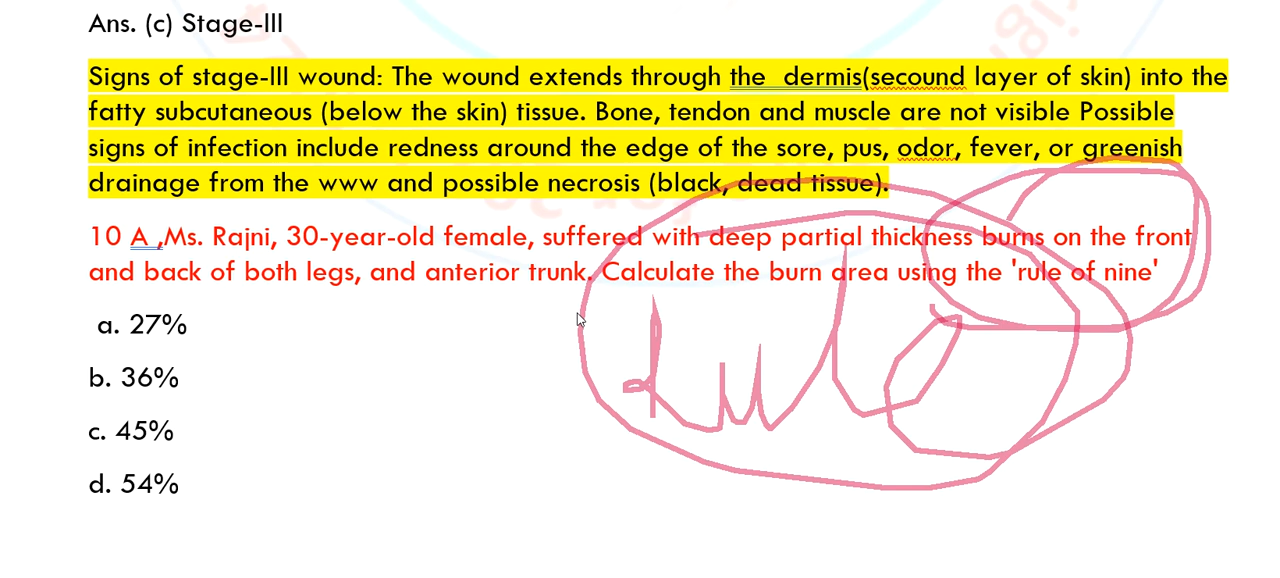 Ans. (c) Stage-III
Signs of stage-III wound: The wound extends through the dermis(secound layer of skin) into the
fatty subcutaneous (below the skin) tissue. Bone, tendon and muscle are not visible Possible
signs of infection include redness around the edge of the sore, pus, odor, fever, or greenish
drainage from the www and possible necrosis (black, dead tissue).
10 A ,Ms. Rajni, 30-year-old female, suffered with deep partial thickness burns on the front
and back of both legs, and anterior trunk. Calculate the burn area using the 'rule of nine'
a. 27%
b. 36%
c. 45%
d. 54%